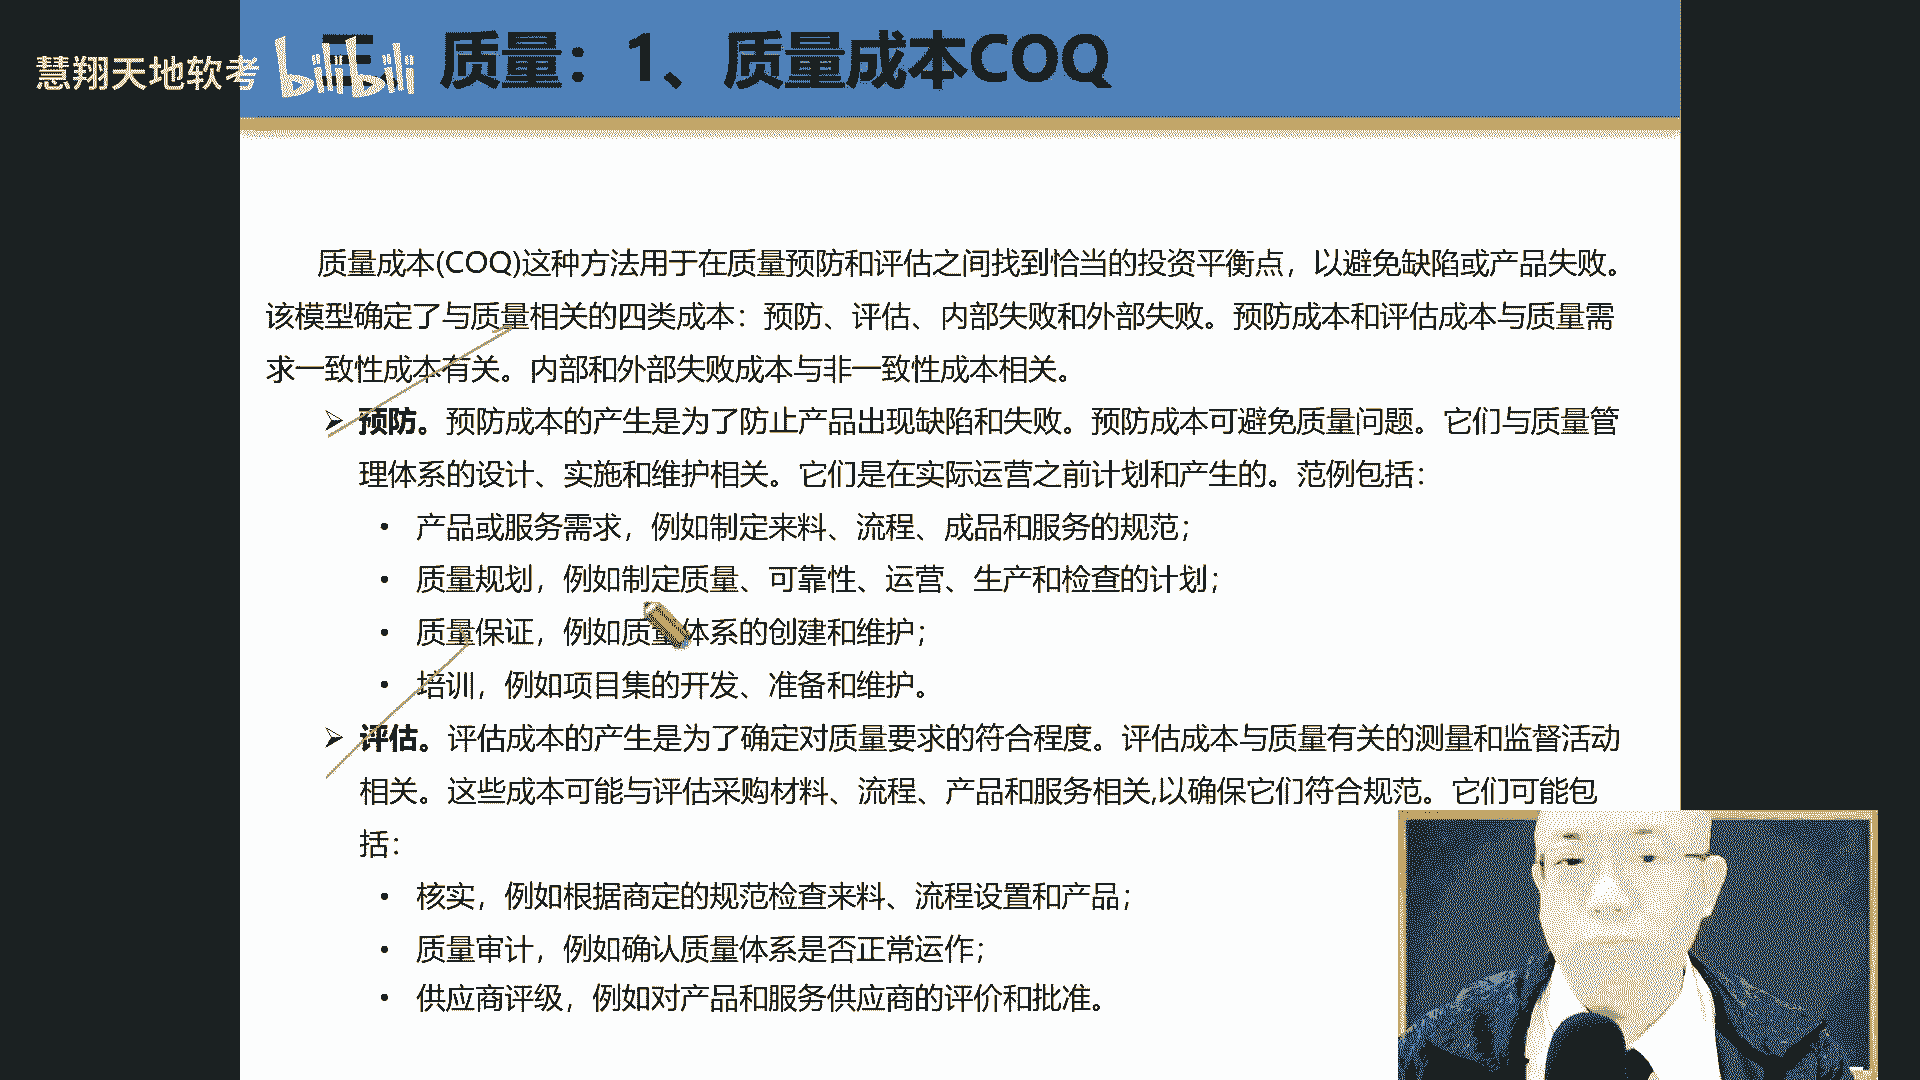 慧翔天地软考
bilibili
三、质量：1、质量成本COQ
质量成本(COQ)这种方法用于在质量预防和评估之间找到恰当的投资平衡点，以避免缺陷或产品失败。
该模型确定了与质量相关的四类成本：预防、评估、内部失败和外部失败。预防成本和评估成本与质量需
求一致性成本有关。内部和外部失败成本与非一致性成本相关。
➢ 预防。预防成本的产生是为了防止产品出现缺陷和失败。预防成本可避免质量问题。它们与质量管
理体系的设计、实施和维护相关。它们是在实际运营之前计划和产生的。范例包括：
• 产品或服务需求，例如制定来料、流程、成品和服务的规范；
• 质量规划，例如制定质量、可靠性、运营、生产和检查的计划；
• 质量保证，例如质量体系的创建和维护；
• 培训，例如项目集的开发、准备和维护。
➢ 评估。评估成本的产生是为了确定对质量要求的符合程度。评估成本与质量有关的测量和监督活动
相关。这些成本可能与评估采购材料、流程、产品和服务相关,以确保它们符合规范。它们可能包
括：
• 核实，例如根据商定的规范检查来料、流程设置和产品；
• 质量审计，例如确认质量体系是否正常运作；
• 供应商评级，例如对产品和服务供应商的评价和批准。